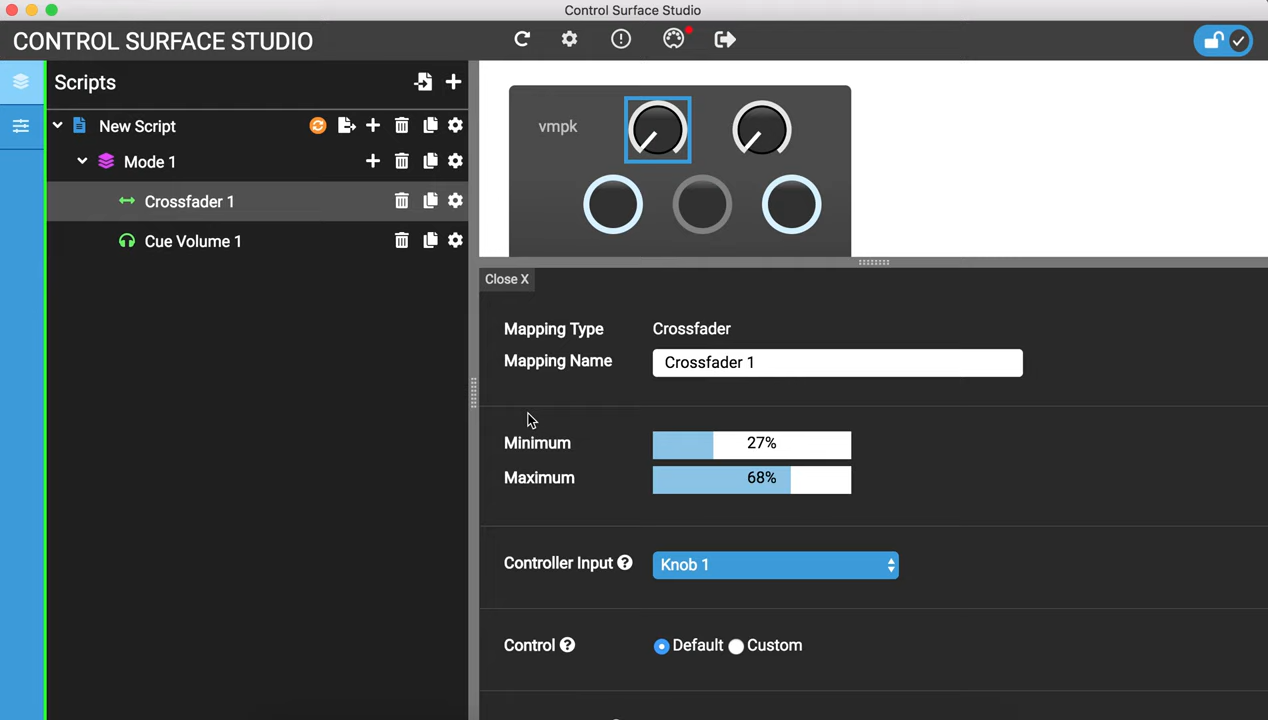 Control Surface Studio
CONTROL SURFACE STUDIO
Scripts
New Script
Mode 1
Crossfader 1
Cue Volume 1
vmpk
Close X
Mapping Type Crossfader
Mapping Name Crossfader 1
Minimum 27%
Maximum 68%
Controller Input ? Knob 1
Control ? Default Custom